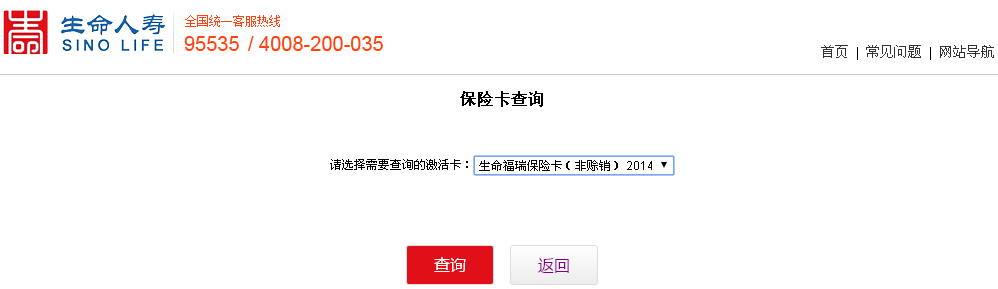 生命人寿
SINO LIFE
全国统一客服热线
95535 / 4008-200-035
首页 | 常见问题 | 网站导航
保险卡查询
请选择需要查询的激活卡：生命福瑞保险卡（非赊销） 2014
查询 返回